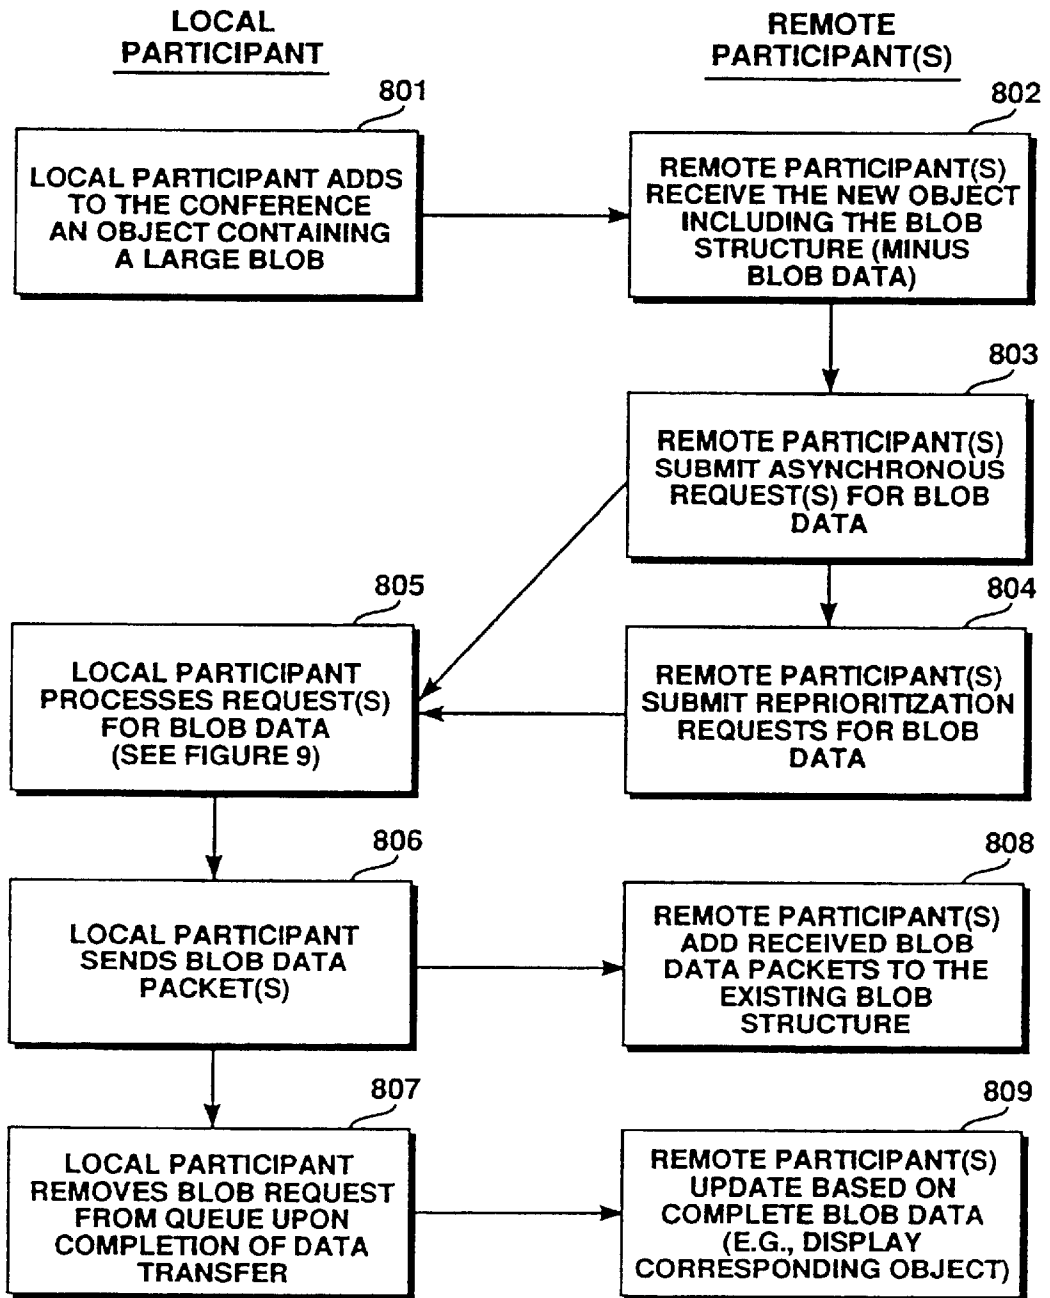 LOCAL
PARTICIPANT
REMOTE
PARTICIPANT(S)
801
LOCAL PARTICIPANT ADDS
TO THE CONFERENCE
AN OBJECT CONTAINING
A LARGE BLOB
802
REMOTE PARTICIPANT(S)
RECEIVE THE NEW OBJECT
INCLUDING THE BLOB
STRUCTURE (MINUS
BLOB DATA)
803
REMOTE PARTICIPANT(S)
SUBMIT ASYNCHRONOUS
REQUEST(S) FOR BLOB
DATA
804
REMOTE PARTICIPANT(S)
SUBMIT REPRIORITIZATION
REQUESTS FOR BLOB
DATA
805
LOCAL PARTICIPANT
PROCESSES REQUEST(S)
FOR BLOB DATA
(SEE FIGURE 9)
806
LOCAL PARTICIPANT
SENDS BLOB DATA
PACKET(S)
808
REMOTE PARTICIPANT(S)
ADD RECEIVED BLOB
DATA PACKETS TO THE
EXISTING BLOB
STRUCTURE
807
LOCAL PARTICIPANT
REMOVES BLOB REQUEST
FROM QUEUE UPON
COMPLETION OF DATA
TRANSFER
809
REMOTE PARTICIPANT(S)
UPDATE BASED ON
COMPLETE BLOB DATA
(E.G., DISPLAY
CORRESPONDING OBJECT)